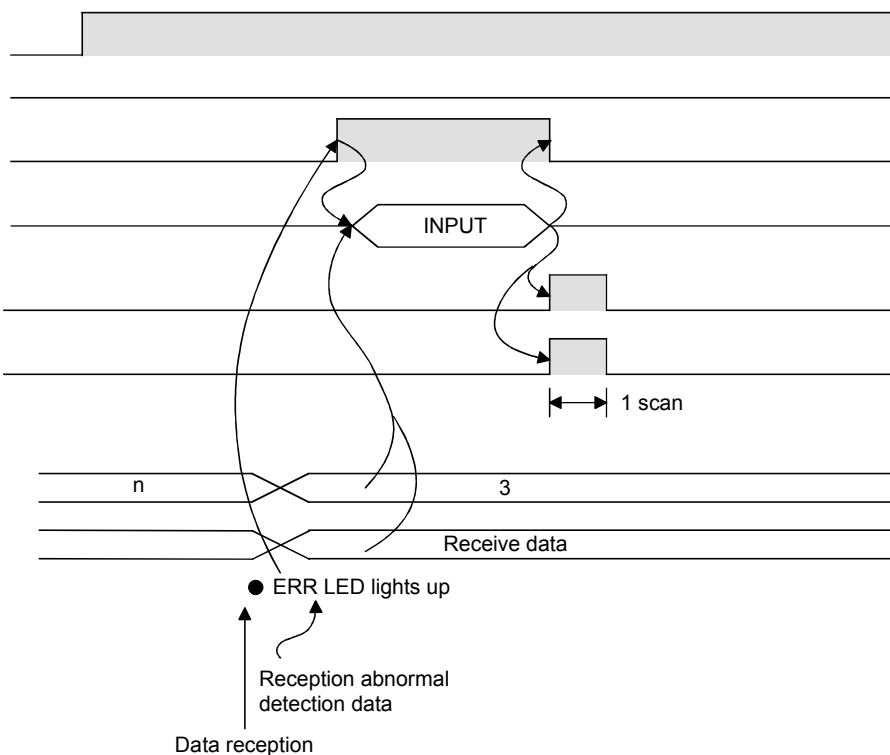 INPUT
1 scan
n
3
Receive data
ERR LED lights up
Reception abnormal
detection data
Data reception